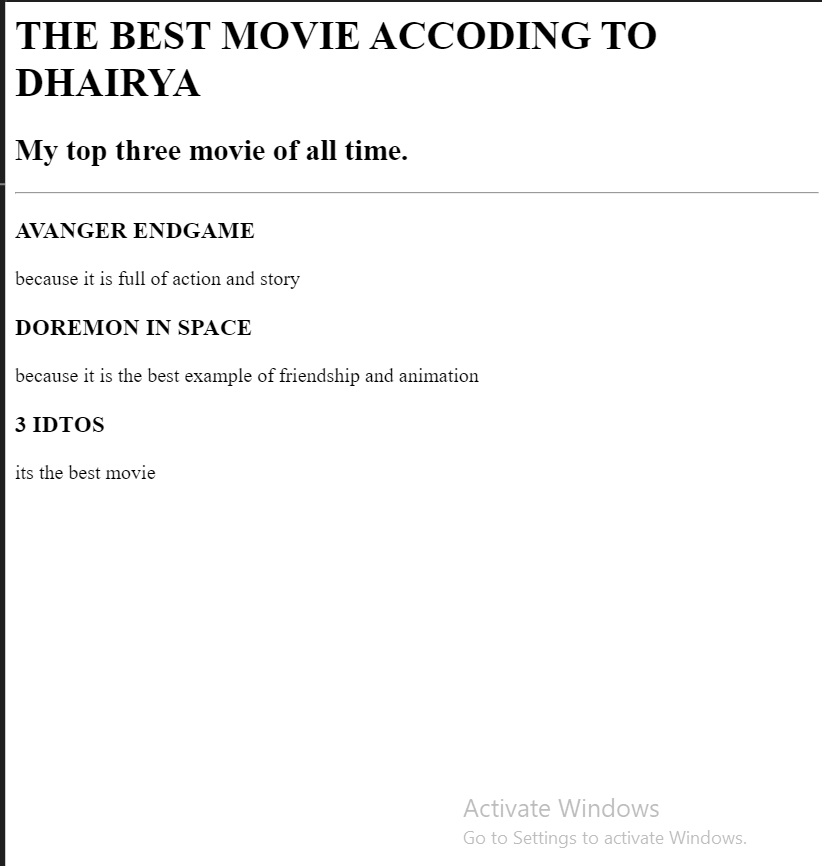 THE BEST MOVIE ACCODING TO
DHAIRYA
My top three movie of all time.
AVANGER ENDGAME
because it is full of action and story
DOREMON IN SPACE
because it is the best example of friendship and animation
3 IDTOS
its the best movie
Activate Windows
Go to Settings to activate Windows.